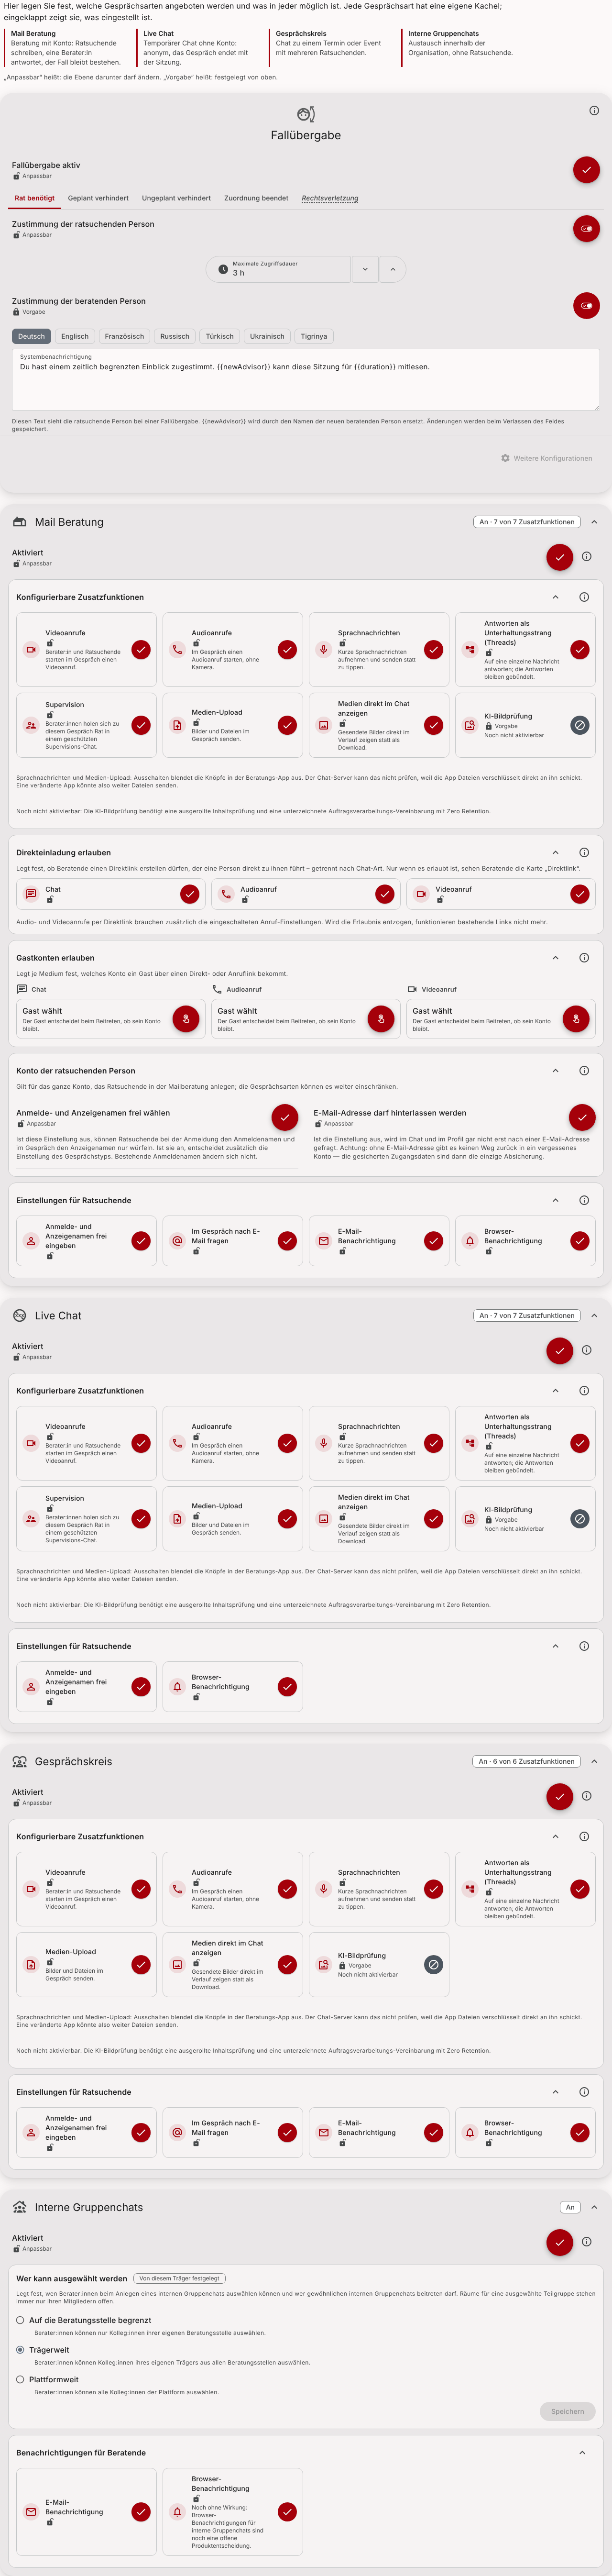 Hier legen Sie fest, welche Gesprächsarten angeboten werden und was in jeder möglich ist. Jede Gesprächsart hat eine eigene Kachel;
eingeklappt zeigt sie, was eingestellt ist.
Mail Beratung
Beratung mit Konto: Ratsuchende
schreiben, eine Berater:in
antwortet, der Fall bleibt bestehen.
Live Chat
Temporärer Chat ohne Konto:
anonym, das Gespräch endet mit
der Sitzung.
Gesprächskreis
Chat zu einem Termin oder Event
mit mehreren Ratsuchenden.
Interne Gruppenchats
Austausch innerhalb der
Organisation, ohne Ratsuchende.
„Anpassbar" heißt: die Ebene darunter darf ändern. „Vorgabe" heißt: festgelegt von oben.
Fallübergabe
Fallübergabe aktiv
Anpassbar
Rat benötigt
Geplant verhindert
Ungeplant verhindert
Zuordnung beendet
Rechtsverletzung
Zustimmung der ratsuchenden Person
Anpassbar
Maximale Zugriffsdauer
3 h
Zustimmung der beratenden Person
Vorgabe
Deutsch
Englisch
Französisch
Russisch
Türkisch
Ukrainisch
Tigrinya
Systembenachrichtigung
Du hast einem zeitlich begrenzten Einblick zugestimmt. {{newAdvisor}} kann diese Sitzung für {{duration}} mitlesen.
Diesen Text sieht die ratsuchende Person bei einer Fallübergabe. {{newAdvisor}} wird durch den Namen der neuen beratenden Person ersetzt. Änderungen werden beim Verlassen des Feldes
gespeichert.
Weitere Konfigurationen
Mail Beratung
An · 7 von 7 Zusatzfunktionen
Aktiviert
Anpassbar
Konfigurierbare Zusatzfunktionen
Videoanrufe
Berater:in und Ratsuchende
starten im Gespräch einen
Videoanruf.
Audioanrufe
Im Gespräch einen
Audioanruf starten, ohne
Kamera.
Sprachnachrichten
Kurze Sprachnachrichten
aufnehmen und senden statt
zu tippen.
Antworten als
Unterhaltungsstrang
(Threads)
Auf eine einzelne Nachricht
antworten; die Antworten
bleiben gebündelt.
Supervision
Berater:innen holen sich zu
diesem Gespräch Rat in
einem geschützten
Supervisions-Chat.
Medien-Upload
Bilder und Dateien im
Gespräch senden.
Medien direkt im Chat
anzeigen
Gesendete Bilder direkt im
Verlauf zeigen statt als
Download.
KI-Bildprüfung
Vorgabe
Noch nicht aktivierbar
Sprachnachrichten und Medien-Upload: Ausschalten blendet die Knöpfe in der Beratungs-App aus. Der Chat-Server kann das nicht prüfen, weil die App Dateien verschlüsselt direkt an ihn schickt.
Eine veränderte App könnte also weiter Dateien senden.
Noch nicht aktivierbar: Die KI-Bildprüfung benötigt eine ausgerollte Inhaltsprüfung und eine unterzeichnete Auftragsverarbeitungs-Vereinbarung mit Zero Retention.
Direkteinladung erlauben
Legt fest, ob Beratende einen Direktlink erstellen dürfen, der eine Person direkt zu ihnen führt – getrennt nach Chat-Art. Nur wenn es erlaubt ist, sehen Beratende die Karte „Direktlink".
Chat
Audioanruf
Videoanruf
Audio- und Videoanrufe per Direktlink brauchen zusätzlich die eingeschalteten Anruf-Einstellungen. Wird die Erlaubnis entzogen, funktionieren bestehende Links nicht mehr.
Gastkonten erlauben
Legt je Medium fest, welches Konto ein Gast über einen Direkt- oder Anruflink bekommt.
Chat
Audioanruf
Videoanruf
Gast wählt
Der Gast entscheidet beim Beitreten, ob sein Konto
bleibt.
Gast wählt
Der Gast entscheidet beim Beitreten, ob sein Konto
bleibt.
Gast wählt
Der Gast entscheidet beim Beitreten, ob sein Konto
bleibt.
Konto der ratsuchenden Person
Gilt für das ganze Konto, das Ratsuchende in der Mailberatung anlegen; die Gesprächsarten können es weiter einschränken.
Anmelde- und Anzeigenamen frei wählen
Anpassbar
Ist diese Einstellung aus, können Ratsuchende bei der Anmeldung den Anmeldenamen und
im Gespräch den Anzeigenamen nur würfeln. Ist sie an, entscheidet zusätzlich die
Einstellung des Gesprächstyps. Bestehende Anmeldenamen ändern sich nicht.
E-Mail-Adresse darf hinterlassen werden
Anpassbar
Ist die Einstellung aus, wird im Chat und im Profil gar nicht erst nach einer E-Mail-Adresse
gefragt. Achtung: ohne E-Mail-Adresse gibt es keinen Weg zurück in ein vergessenes
Konto — die gesicherten Zugangsdaten sind dann die einzige Absicherung.
Einstellungen für Ratsuchende
Anmelde- und
Anzeigenamen frei
eingeben
Im Gespräch nach E-
Mail fragen
E-Mail-
Benachrichtigung
Browser-
Benachrichtigung
Live Chat
An · 7 von 7 Zusatzfunktionen
Aktiviert
Anpassbar
Konfigurierbare Zusatzfunktionen
Videoanrufe
Berater:in und Ratsuchende
starten im Gespräch einen
Videoanruf.
Audioanrufe
Im Gespräch einen
Audioanruf starten, ohne
Kamera.
Sprachnachrichten
Kurze Sprachnachrichten
aufnehmen und senden statt
zu tippen.
Antworten als
Unterhaltungsstrang
(Threads)
Auf eine einzelne Nachricht
antworten; die Antworten
bleiben gebündelt.
Supervision
Berater:innen holen sich zu
diesem Gespräch Rat in
einem geschützten
Supervisions-Chat.
Medien-Upload
Bilder und Dateien im
Gespräch senden.
Medien direkt im Chat
anzeigen
Gesendete Bilder direkt im
Verlauf zeigen statt als
Download.
KI-Bildprüfung
Vorgabe
Noch nicht aktivierbar
Sprachnachrichten und Medien-Upload: Ausschalten blendet die Knöpfe in der Beratungs-App aus. Der Chat-Server kann das nicht prüfen, weil die App Dateien verschlüsselt direkt an ihn schickt.
Eine veränderte App könnte also weiter Dateien senden.
Noch nicht aktivierbar: Die KI-Bildprüfung benötigt eine ausgerollte Inhaltsprüfung und eine unterzeichnete Auftragsverarbeitungs-Vereinbarung mit Zero Retention.
Einstellungen für Ratsuchende
Anmelde- und
Anzeigenamen frei
eingeben
Browser-
Benachrichtigung
Gesprächskreis
An · 6 von 6 Zusatzfunktionen
Aktiviert
Anpassbar
Konfigurierbare Zusatzfunktionen
Videoanrufe
Berater:in und Ratsuchende
starten im Gespräch einen
Videoanruf.
Audioanrufe
Im Gespräch einen
Audioanruf starten, ohne
Kamera.
Sprachnachrichten
Kurze Sprachnachrichten
aufnehmen und senden statt
zu tippen.
Antworten als
Unterhaltungsstrang
(Threads)
Auf eine einzelne Nachricht
antworten; die Antworten
bleiben gebündelt.
Medien-Upload
Bilder und Dateien im
Gespräch senden.
Medien direkt im Chat
anzeigen
Gesendete Bilder direkt im
Verlauf zeigen statt als
Download.
KI-Bildprüfung
Vorgabe
Noch nicht aktivierbar
Sprachnachrichten und Medien-Upload: Ausschalten blendet die Knöpfe in der Beratungs-App aus. Der Chat-Server kann das nicht prüfen, weil die App Dateien verschlüsselt direkt an ihn schickt.
Eine veränderte App könnte also weiter Dateien senden.
Noch nicht aktivierbar: Die KI-Bildprüfung benötigt eine ausgerollte Inhaltsprüfung und eine unterzeichnete Auftragsverarbeitungs-Vereinbarung mit Zero Retention.
Einstellungen für Ratsuchende
Anmelde- und
Anzeigenamen frei
eingeben
Im Gespräch nach E-
Mail fragen
E-Mail-
Benachrichtigung
Browser-
Benachrichtigung
Interne Gruppenchats
An
Aktiviert
Anpassbar
Wer kann ausgewählt werden
Von diesem Träger festgelegt
Legt fest, wen Berater:innen beim Anlegen eines internen Gruppenchats auswählen können und wer gewöhnlichen internen Gruppenchats beitreten darf. Räume für eine ausgewählte Teilgruppe stehen
immer nur ihren Mitgliedern offen.
Auf die Beratungsstelle begrenzt
Berater:innen können nur Kolleg:innen ihrer eigenen Beratungsstelle auswählen.
Trägerweit
Berater:innen können Kolleg:innen ihres eigenen Trägers aus allen Beratungsstellen auswählen.
Plattformweit
Berater:innen können alle Kolleg:innen der Plattform auswählen.
Speichern
Benachrichtigungen für Beratende
E-Mail-
Benachrichtigung
Browser-
Benachrichtigung
Noch ohne Wirkung:
Browser-
Benachrichtigungen für
interne Gruppenchats sind
noch eine offene
Produktentscheidung.